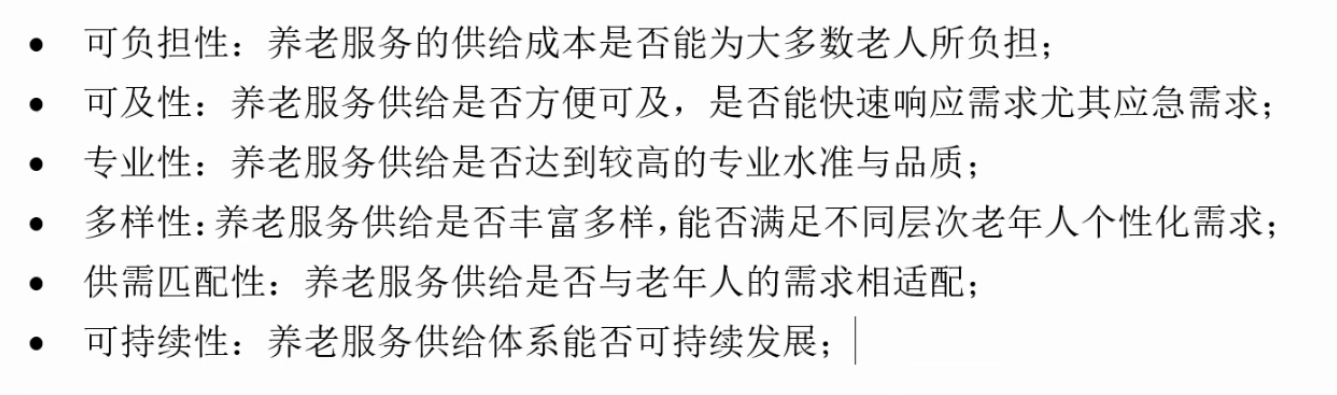 • 可负担性：养老服务的供给成本是否能为大多数老人所负担；
• 可及性：养老服务供给是否方便可及，是否能快速响应需求尤其应急需求；
• 专业性：养老服务供给是否达到较高的专业水准与品质；
• 多样性：养老服务供给是否丰富多样，能否满足不同层次老年人个性化需求；
• 供需匹配性：养老服务供给是否与老年人的需求相适配；
• 可持续性：养老服务供给体系能否可持续发展；